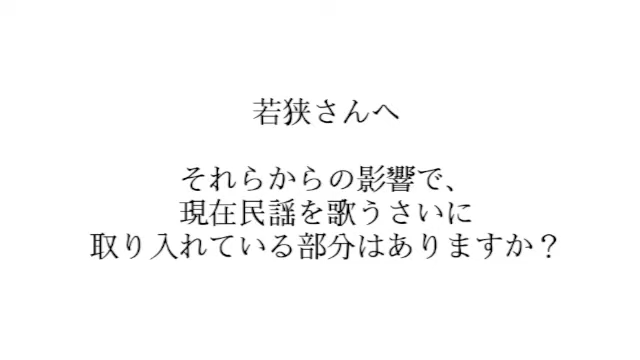 若狭さんへ
それらからの影響で、
現在民謡を歌うさいに
取り入れている部分はありますか？